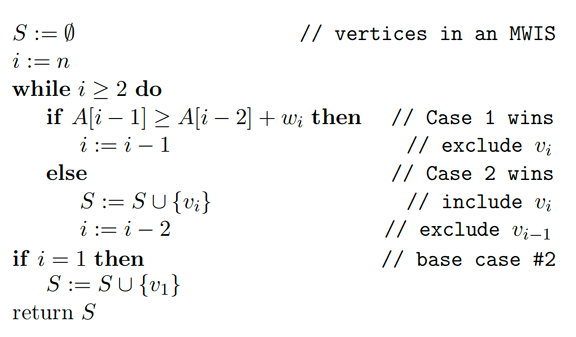 S := ∅ // vertices in an MWIS
i := n
while i ≥ 2 do
if A[i − 1] ≥ A[i − 2] + wᵢ then // Case 1 wins
i := i − 1 // exclude vᵢ
else // Case 2 wins
S := S ∪ {vᵢ} // include vᵢ
i := i − 2 // exclude vᵢ₋₁
if i = 1 then // base case #2
S := S ∪ {v₁}
return S